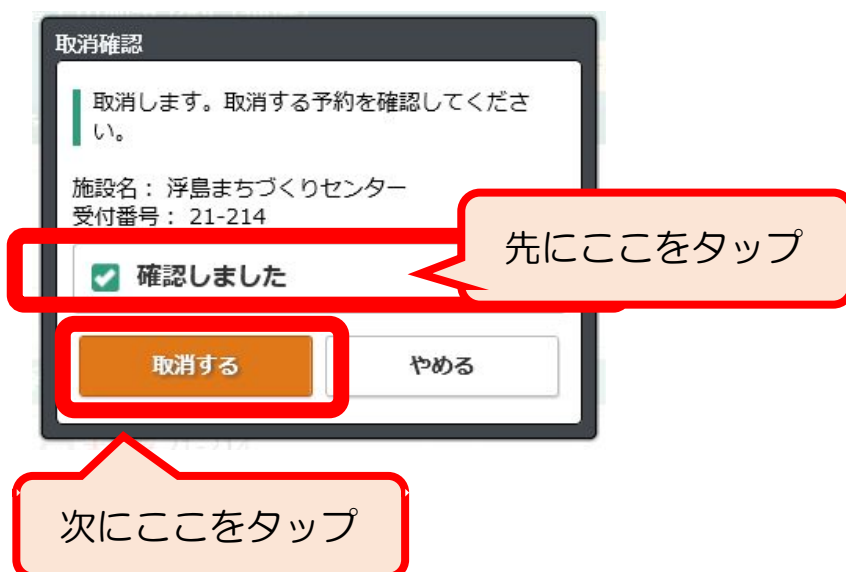 取消確認
取消します。取消する予約を確認してくださ
い。
施設名： 浮島まちづくりセンター
受付番号： 21-214
先にここをタップ
確認しました
取消する
やめる
次にここをタップ